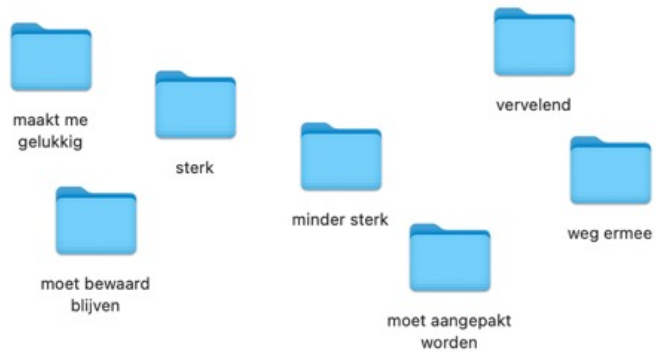 maakt me
gelukkig
sterk
vervelend
minder sterk
weg ermee
moet bewaard
blijven
moet aangepakt
worden